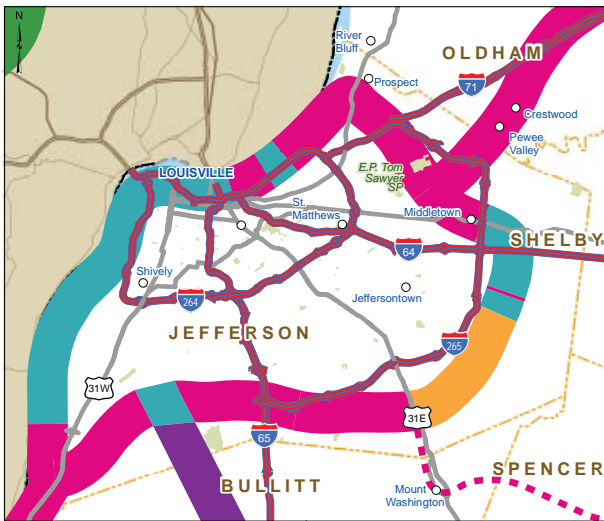 N
River
Bluff
OLDHAM
Prospect
71
Crestwood
Pewee
Valley
LOUISVILLE
E.P. Tom
Sawyer
SP
St.
Matthews
Middletown
SHELBY
64
Shively
264
Jeffersontown
JEFFERSON
265
31W
31E
65
BULLITT
SPENCER
Mount
Washington